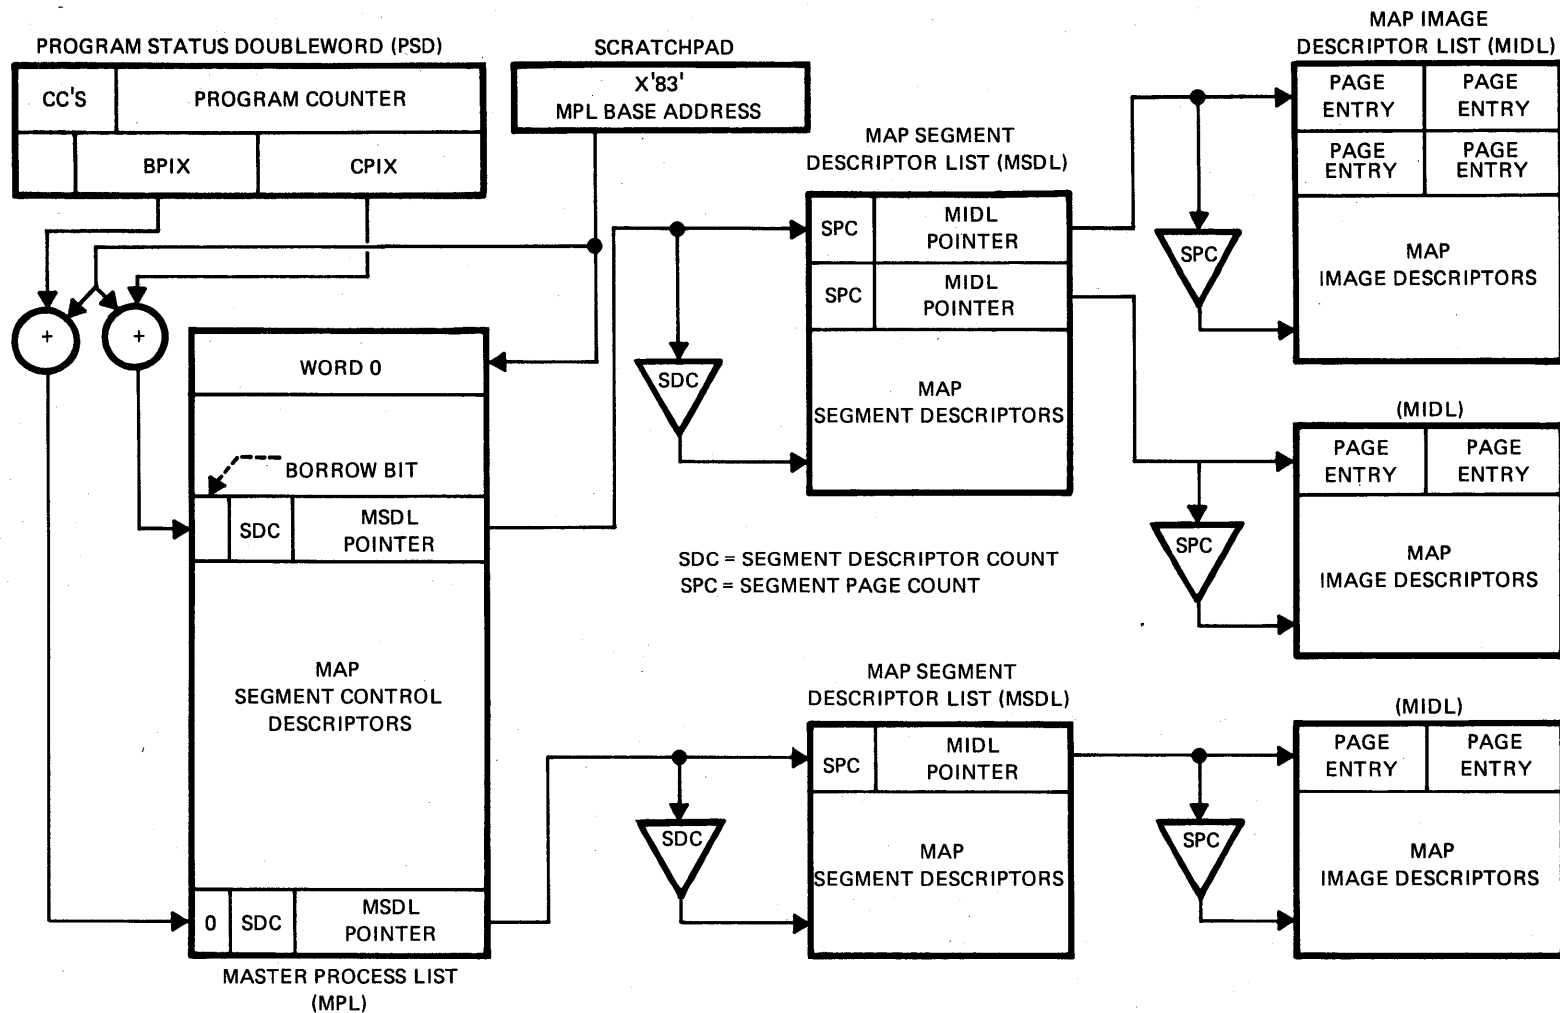 PROGRAM STATUS DOUBLEWORD (PSD)
CC'S
PROGRAM COUNTER
BPIX
CPIX
SCRATCHPAD
X'83'
MPL BASE ADDRESS
+
+
WORD 0
BORROW BIT
SDC
MSDL
POINTER
MAP
SEGMENT CONTROL
DESCRIPTORS
0
SDC
MSDL
POINTER
MASTER PROCESS LIST
(MPL)
MAP SEGMENT
DESCRIPTOR LIST (MSDL)
SPC
MIDL
POINTER
SPC
MIDL
POINTER
SDC
MAP
SEGMENT DESCRIPTORS
SDC = SEGMENT DESCRIPTOR COUNT
SPC = SEGMENT PAGE COUNT
MAP SEGMENT
DESCRIPTOR LIST (MSDL)
SPC
MIDL
POINTER
SDC
MAP
SEGMENT DESCRIPTORS
MAP IMAGE
DESCRIPTOR LIST (MIDL)
PAGE
ENTRY
PAGE
ENTRY
PAGE
ENTRY
PAGE
ENTRY
SPC
MAP
IMAGE DESCRIPTORS
(MIDL)
PAGE
ENTRY
PAGE
ENTRY
SPC
MAP
IMAGE DESCRIPTORS
(MIDL)
PAGE
ENTRY
PAGE
ENTRY
SPC
MAP
IMAGE DESCRIPTORS